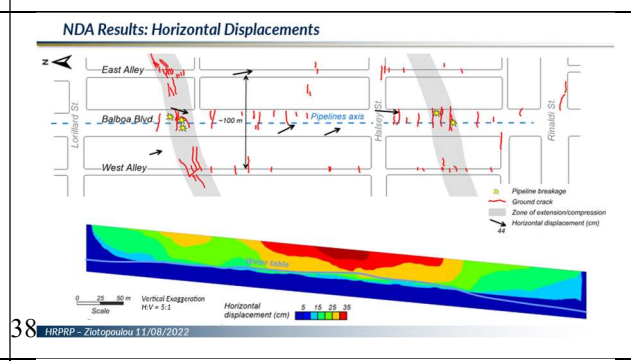 NDA Results: Horizontal Displacements
N
East Alley
Lorillard St.
Balboa Blvd
~100 m
Pipelines axis
Halsey St.
Rinaldi St.
West Alley
Pipeline breakage
Ground crack
Zone of extension/compression
Horizontal displacement (cm)
44
Water table
0 25 50 m
Scale
Vertical Exaggeration
H:V = 5:1
Horizontal
displacement (cm)
5 15 25 35
38
HRPRP – Ziotopoulou 11/08/2022